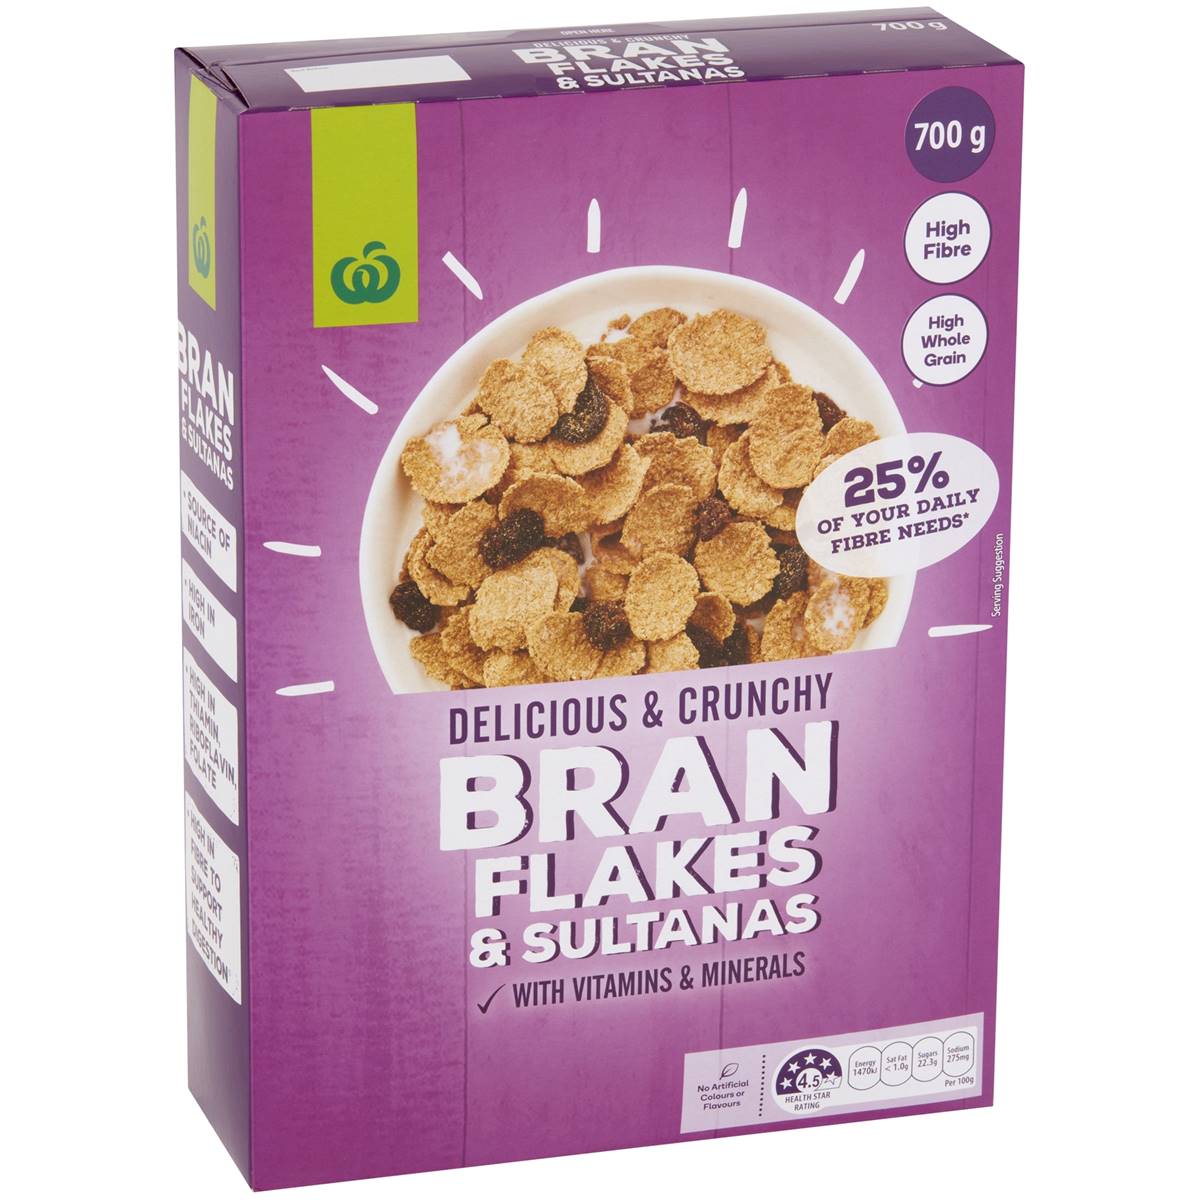 OPEN HERE
DELICIOUS & CRUNCHY
BRAN
FLAKES
& SULTANAS
700 g
700 g
High
Fibre
High
Whole
Grain
25%
OF YOUR DAILY
FIBRE NEEDS*
Serving Suggestion
DELICIOUS & CRUNCHY
BRAN
FLAKES
& SULTANAS
✓ WITH VITAMINS & MINERALS
No Artificial
Colours or
Flavours
4.5
HEALTH STAR
RATING
Energy
1470kJ
Sat Fat
< 1.0g
Sugars
22.3g
Sodium
275mg
Per 100g
BRAN
FLAKES
& SULTANAS
• SOURCE OF
NIACIN
• HIGH IN
IRON
• HIGH IN
THIAMIN,
RIBOFLAVIN,
FOLATE
• HIGH IN
FIBRE TO
SUPPORT
HEALTHY
DIGESTION